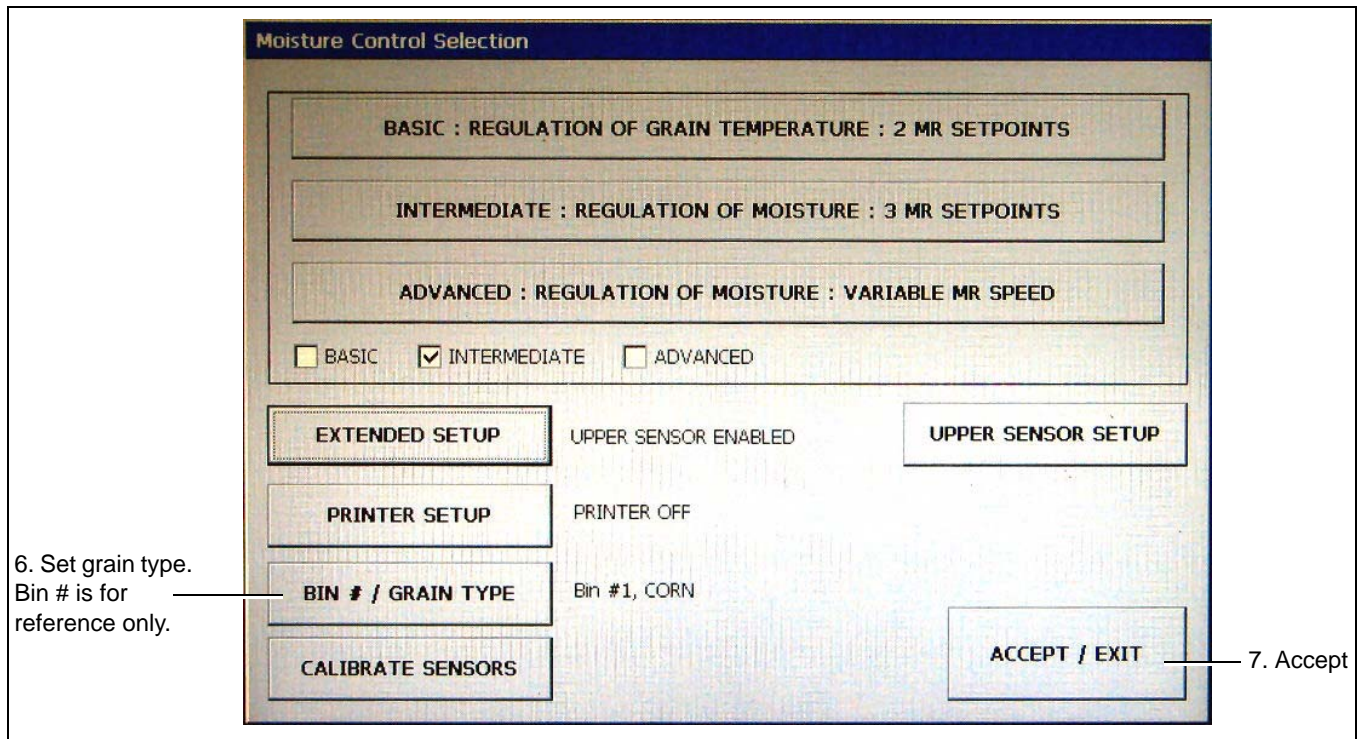 Moisture Control Selection
BASIC : REGULATION OF GRAIN TEMPERATURE : 2 MR SETPOINTS
INTERMEDIATE : REGULATION OF MOISTURE : 3 MR SETPOINTS
ADVANCED : REGULATION OF MOISTURE : VARIABLE MR SPEED
BASIC INTERMEDIATE ADVANCED
EXTENDED SETUP UPPER SENSOR ENABLED UPPER SENSOR SETUP
PRINTER SETUP PRINTER OFF
6. Set grain type.
Bin # is for
reference only.
BIN # / GRAIN TYPE Bin #1, CORN
CALIBRATE SENSORS
ACCEPT / EXIT
7. Accept